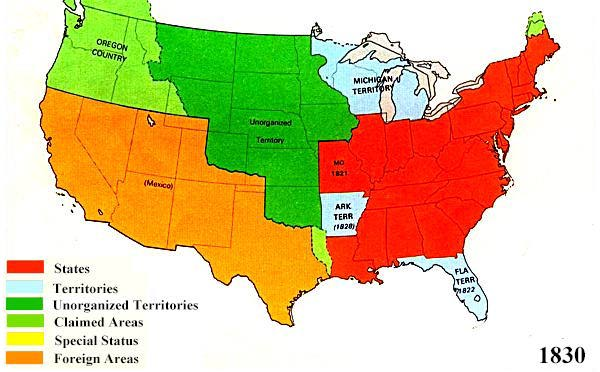 OREGON
COUNTRY
MICHIGAN
TERRITORY
Unorganized
Territory
MO
1821
(Mexico)
ARK
TERR
(1828)
FLA
TERR
1822
States
Territories
Unorganized Territories
Claimed Areas
Special Status
Foreign Areas
1830